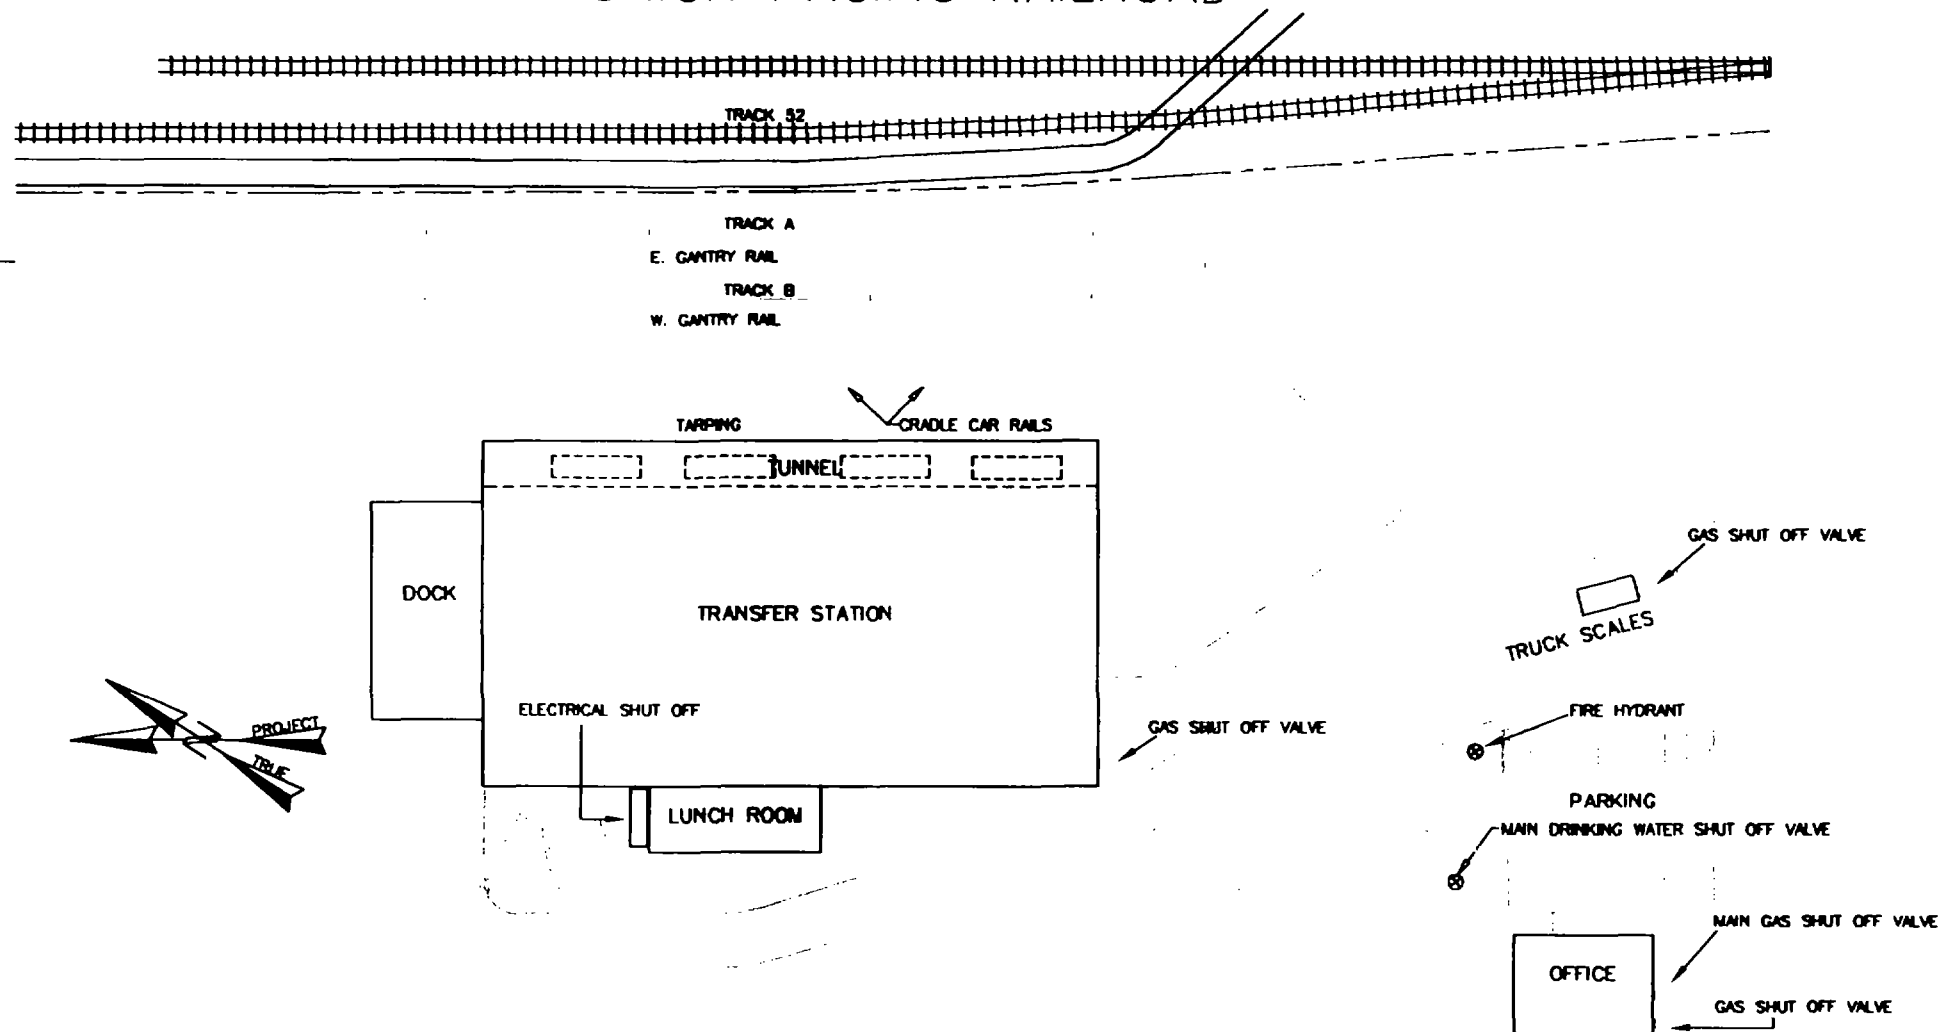 TRACK 52
TRACK A
E. GANTRY RAIL
TRACK B
W. GANTRY RAIL
TARPING
CRADLE CAR RAILS
TUNNEL
GAS SHUT OFF VALVE
DOCK
TRANSFER STATION
TRUCK SCALES
ELECTRICAL SHUT OFF
FIRE HYDRANT
PROJECT
GAS SHUT OFF VALVE
TRUE
PARKING
LUNCH ROOM
MAIN DRINKING WATER SHUT OFF VALVE
MAIN GAS SHUT OFF VALVE
OFFICE
GAS SHUT OFF VALVE